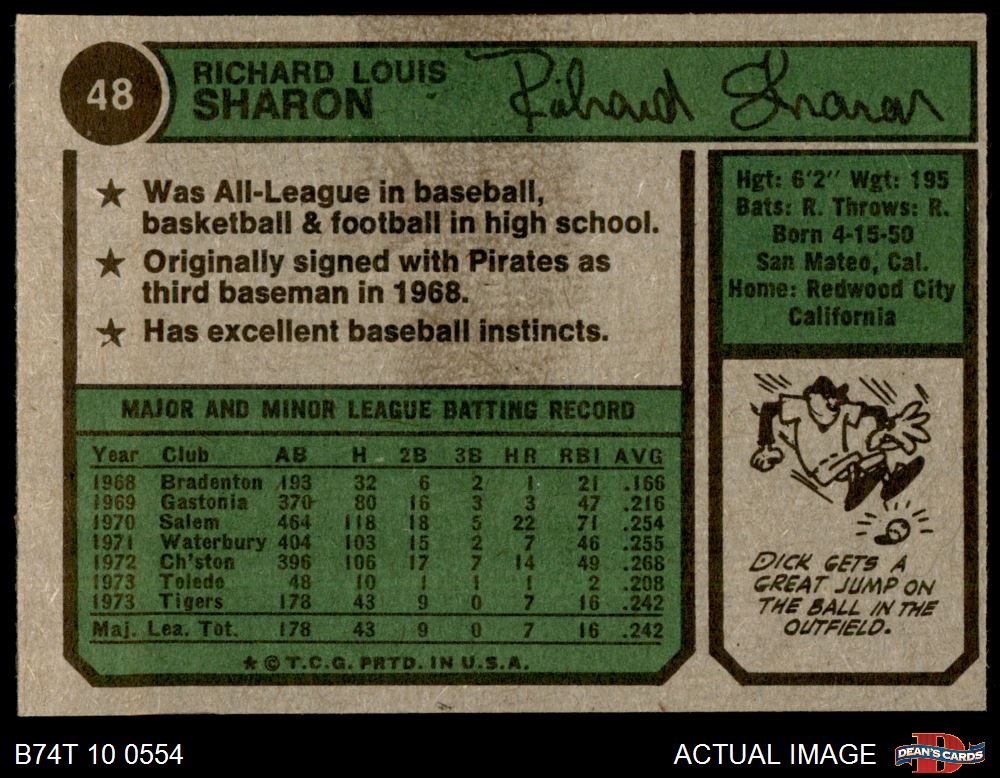 48
RICHARD LOUIS
SHARON
Richard Sharon
★ Was All-League in baseball,
basketball & football in high school.
★ Originally signed with Pirates as
third baseman in 1968.
★ Has excellent baseball instincts.
Hgt: 6'2" Wgt: 195
Bats: R. Throws: R.
Born 4-15-50
San Mateo, Cal.
Home: Redwood City
California
MAJOR AND MINOR LEAGUE BATTING RECORD
Year Club AB H 2B 3B HR RBI AVG
1968 Bradenton 193 32 6 2 1 21 .166
1969 Gastonia 370 80 16 3 3 47 .216
1970 Salem 464 118 18 5 22 71 .254
1971 Waterbury 404 103 15 2 7 46 .255
1972 Ch'ston 396 106 17 7 14 49 .268
1973 Toledo 48 10 1 1 1 2 .208
1973 Tigers 178 43 9 0 7 16 .242
Maj. Lea. Tot. 178 43 9 0 7 16 .242
★ © T.C.G. PRTD. IN U.S.A.
DICK GETS A
GREAT JUMP ON
THE BALL IN THE
OUTFIELD.
B74T 10 0554
ACTUAL IMAGE
D
DEAN'S CARDS